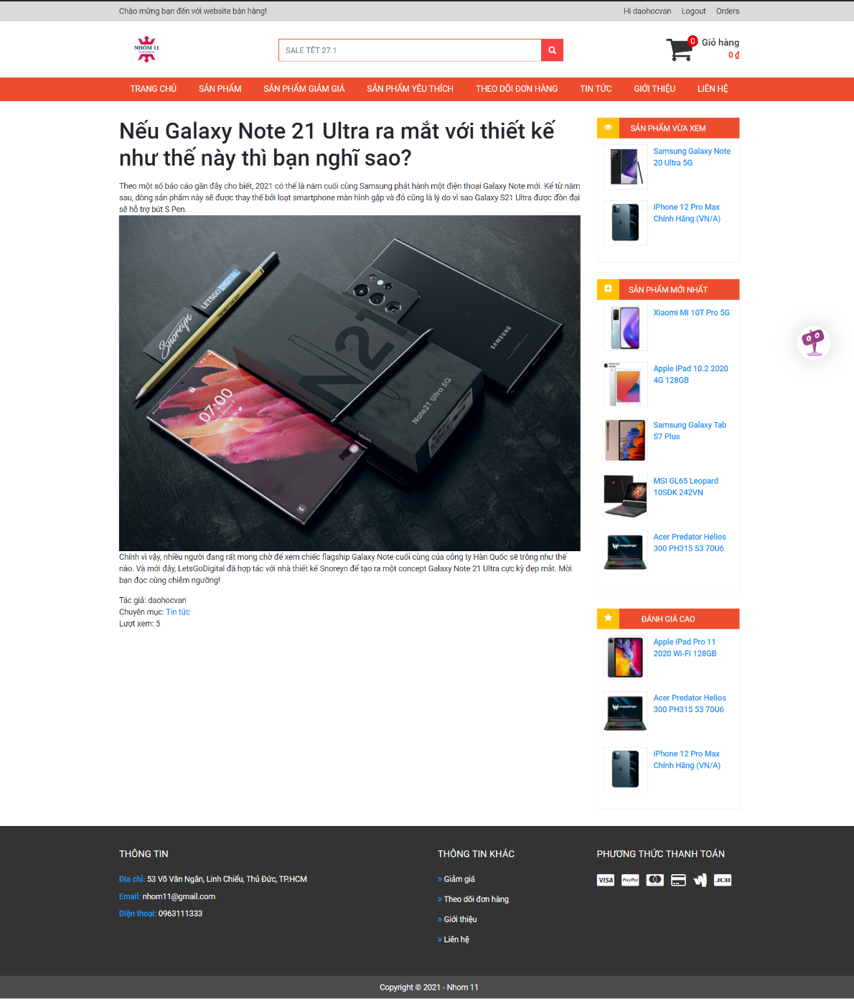 Chào mừng bạn đến với website bán hàng!
Hi daohocvan Logout Orders
NHÓM 11
SALE TẾT 27.1
0
Giỏ hàng
0 ₫
TRANG CHỦ SẢN PHẨM SẢN PHẨM GIẢM GIÁ SẢN PHẨM YÊU THÍCH THEO DÕI ĐƠN HÀNG TIN TỨC GIỚI THIỆU LIÊN HỆ
Nếu Galaxy Note 21 Ultra ra mắt với thiết kế
như thế này thì bạn nghĩ sao?
Theo một số báo cáo gần đây cho biết, 2021 có thể là năm cuối cùng Samsung phát hành một điện thoại Galaxy Note mới. Kể từ năm
sau, dòng sản phẩm này sẽ được thay thế bởi loạt smartphone màn hình gập và đó cũng là lý do vì sao Galaxy S21 Ultra được đồn đại
sẽ hỗ trợ bút S Pen.
LETSGODIGITAL
Snoreyn
THE NEXT GALAXY
SAMSUNG
N21
Note21 Ultra 5G
07:00
Chính vì vậy, nhiều người đang rất mong chờ để xem chiếc flagship Galaxy Note cuối cùng của công ty Hàn Quốc sẽ trông như thế
nào. Và mới đây, LetsGoDigital đã hợp tác với nhà thiết kế Snoreyn để tạo ra một concept Galaxy Note 21 Ultra cực kỳ đẹp mắt. Mời
bạn đọc cùng chiêm ngưỡng!
Tác giả: daohocvan
Chuyên mục: Tin tức
Lượt xem: 5
SẢN PHẨM VỪA XEM
Samsung Galaxy Note
20 Ultra 5G
iPhone 12 Pro Max
Chính Hãng (VN/A)
SẢN PHẨM MỚI NHẤT
Xiaomi Mi 10T Pro 5G
Apple iPad 10.2 2020
4G 128GB
Samsung Galaxy Tab
S7 Plus
MSI GL65 Leopard
10SDK 242VN
Acer Predator Helios
300 PH315 53 70U6
PREDATOR
ĐÁNH GIÁ CAO
Apple iPad Pro 11
2020 Wi-Fi 128GB
Acer Predator Helios
300 PH315 53 70U6
PREDATOR
iPhone 12 Pro Max
Chính Hãng (VN/A)
THÔNG TIN
Địa chỉ: 53 Võ Văn Ngân, Linh Chiểu, Thủ Đức, TP.HCM
Email: nhom11@gmail.com
Điện thoại: 0963111333
THÔNG TIN KHÁC
» Giảm giá
» Theo dõi đơn hàng
» Giới thiệu
» Liên hệ
PHƯƠNG THỨC THANH TOÁN
VISA PayPal JCB
Copyright © 2021 - Nhom 11